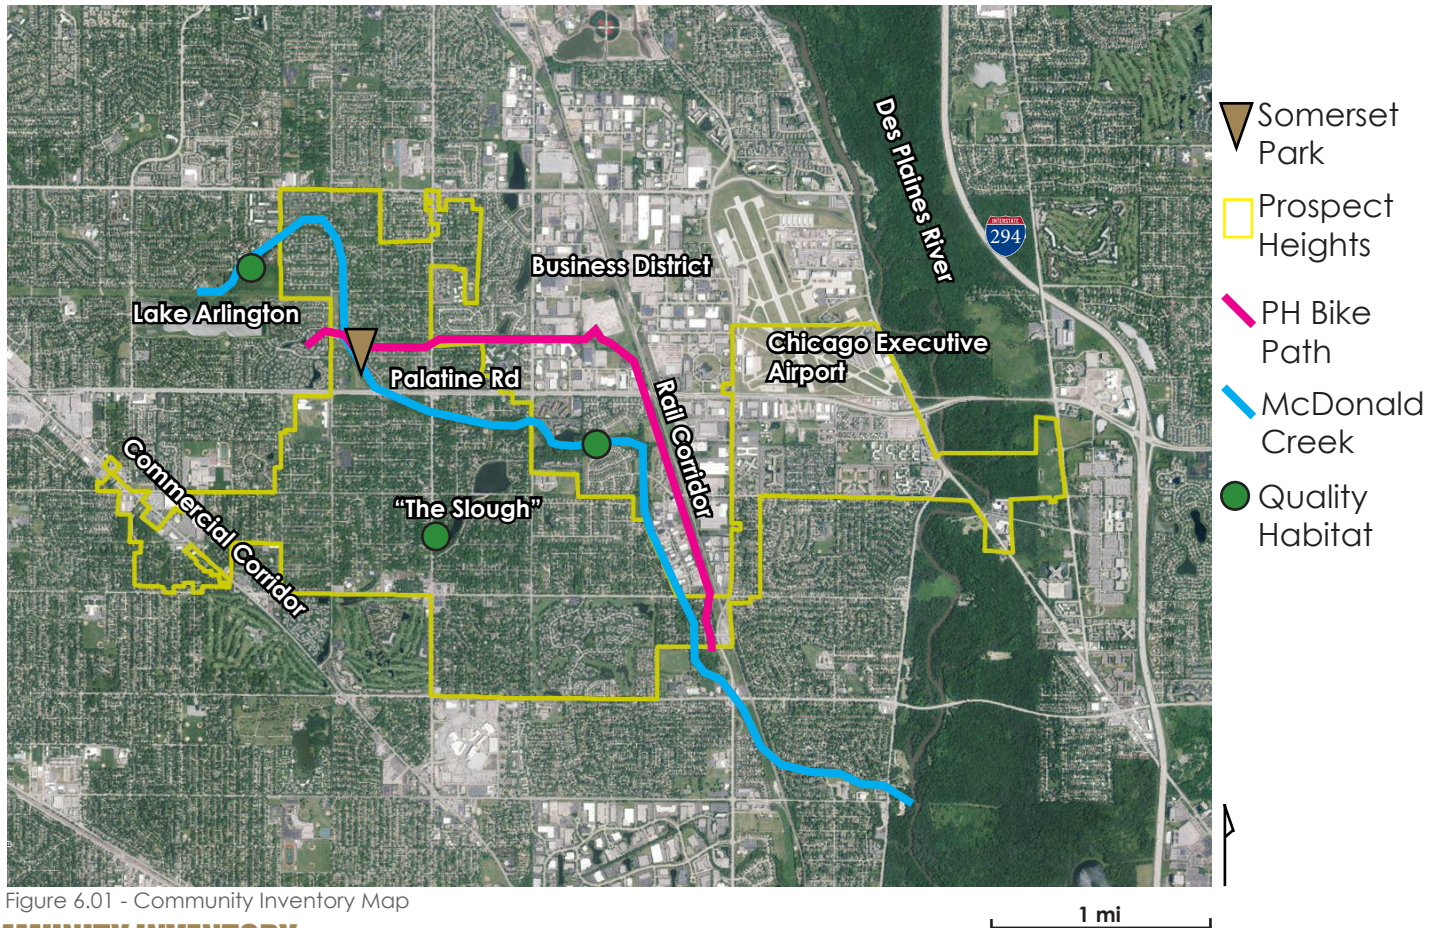 Des Plaines River
INTERSTATE
294
Business District
Lake Arlington
Chicago Executive
Airport
Palatine Rd
Rail Corridor
Commercial Corridor
“The Slough”
Somerset
Park
Prospect
Heights
PH Bike
Path
McDonald
Creek
Quality
Habitat
Figure 6.01 - Community Inventory Map
1 mi